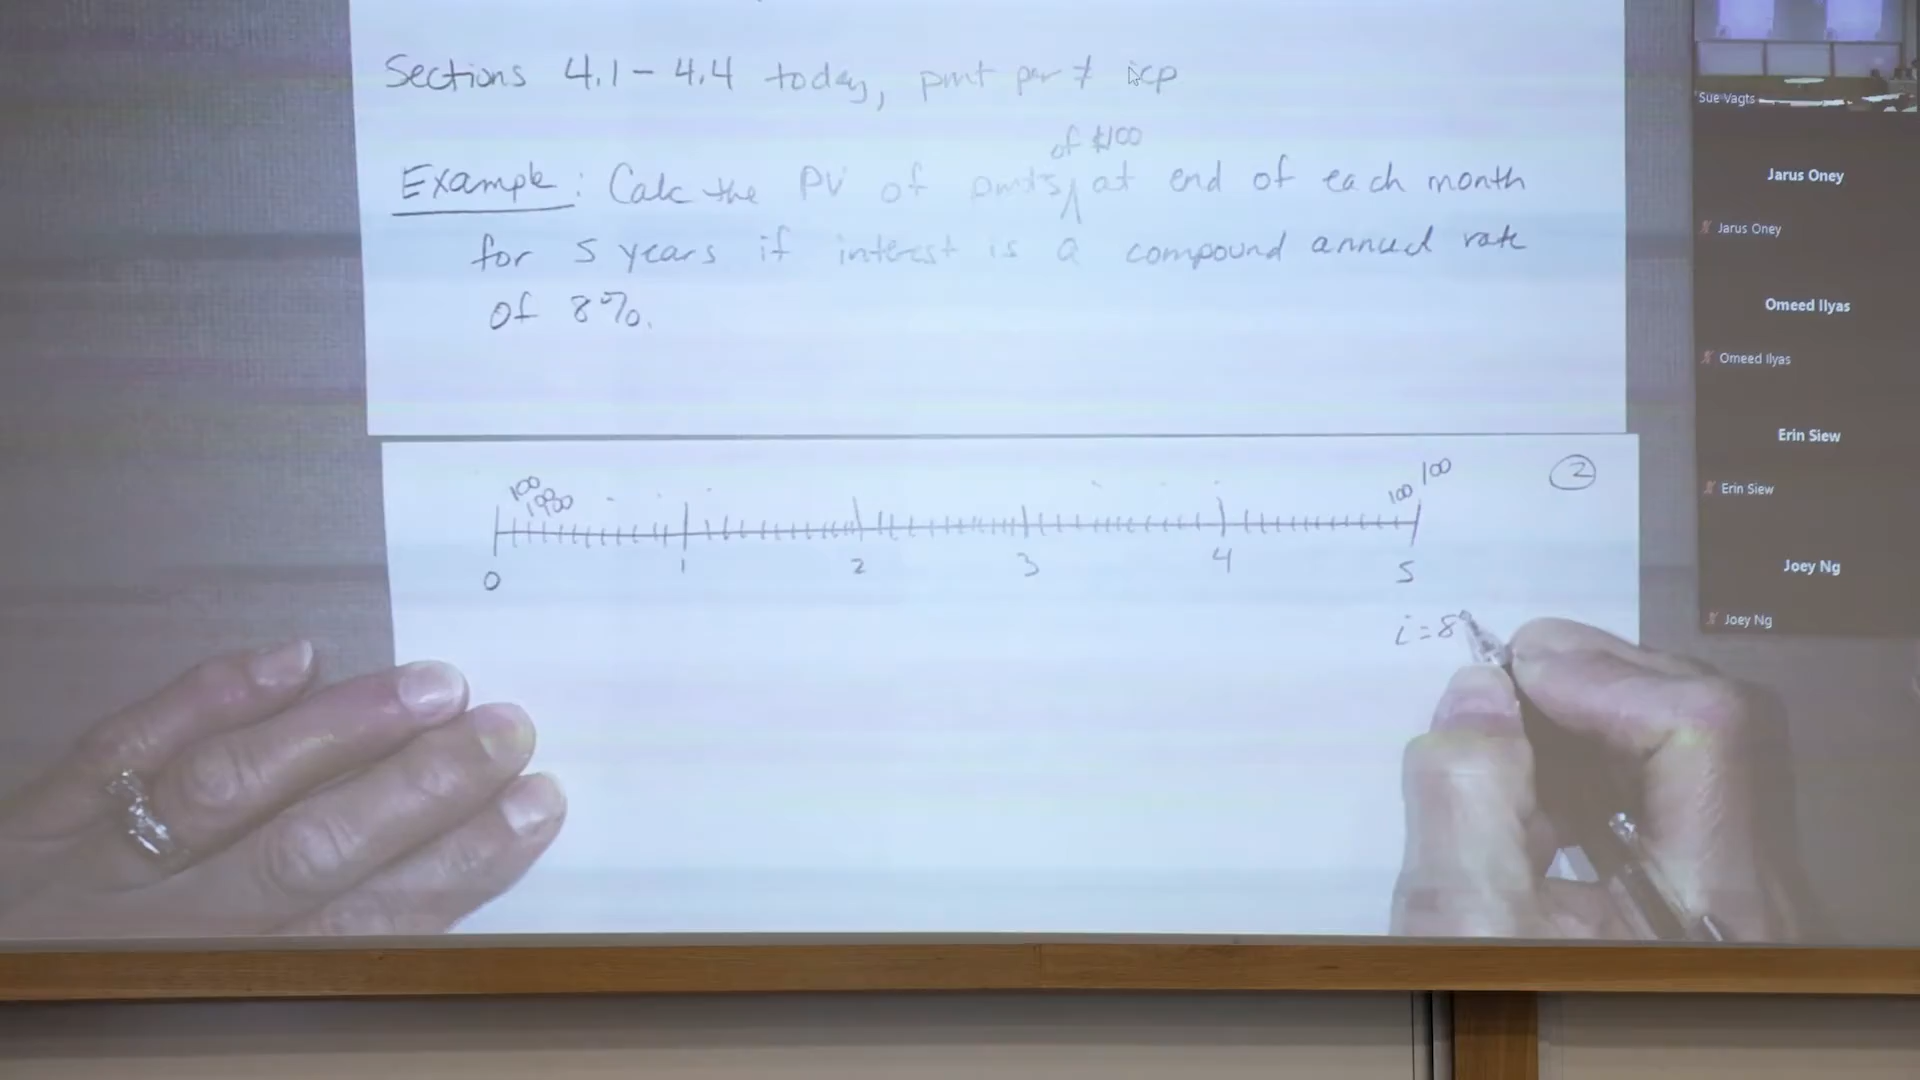 Sections 4.1 - 4.4 today, pmt per ≠ icp
of $100
Example: Calc the PV of pmts at end of each month
for 5 years if interest is a compound annual rate
of 8%.
100 100 100 100
2
0 1 2 3 4 5
i = 8%
Sue Vagts
Jarus Oney
Jarus Oney
Omeed Ilyas
Omeed Ilyas
Erin Siew
Erin Siew
Joey Ng
Joey Ng